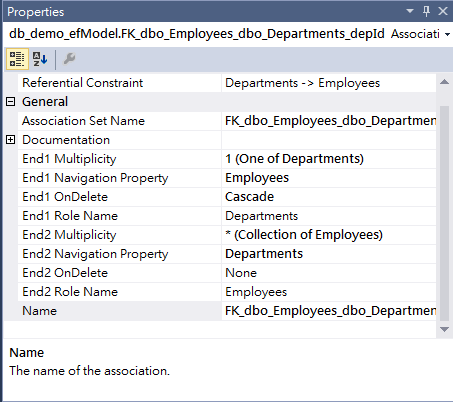 Properties
db_demo_efModel.FK_dbo_Employees_dbo_Departments_depId Associati
Referential Constraint Departments -> Employees
General
Association Set Name FK_dbo_Employees_dbo_Departmen
Documentation
End1 Multiplicity 1 (One of Departments)
End1 Navigation Property Employees
End1 OnDelete Cascade
End1 Role Name Departments
End2 Multiplicity * (Collection of Employees)
End2 Navigation Property Departments
End2 OnDelete None
End2 Role Name Employees
Name FK_dbo_Employees_dbo_Departmen
Name
The name of the association.